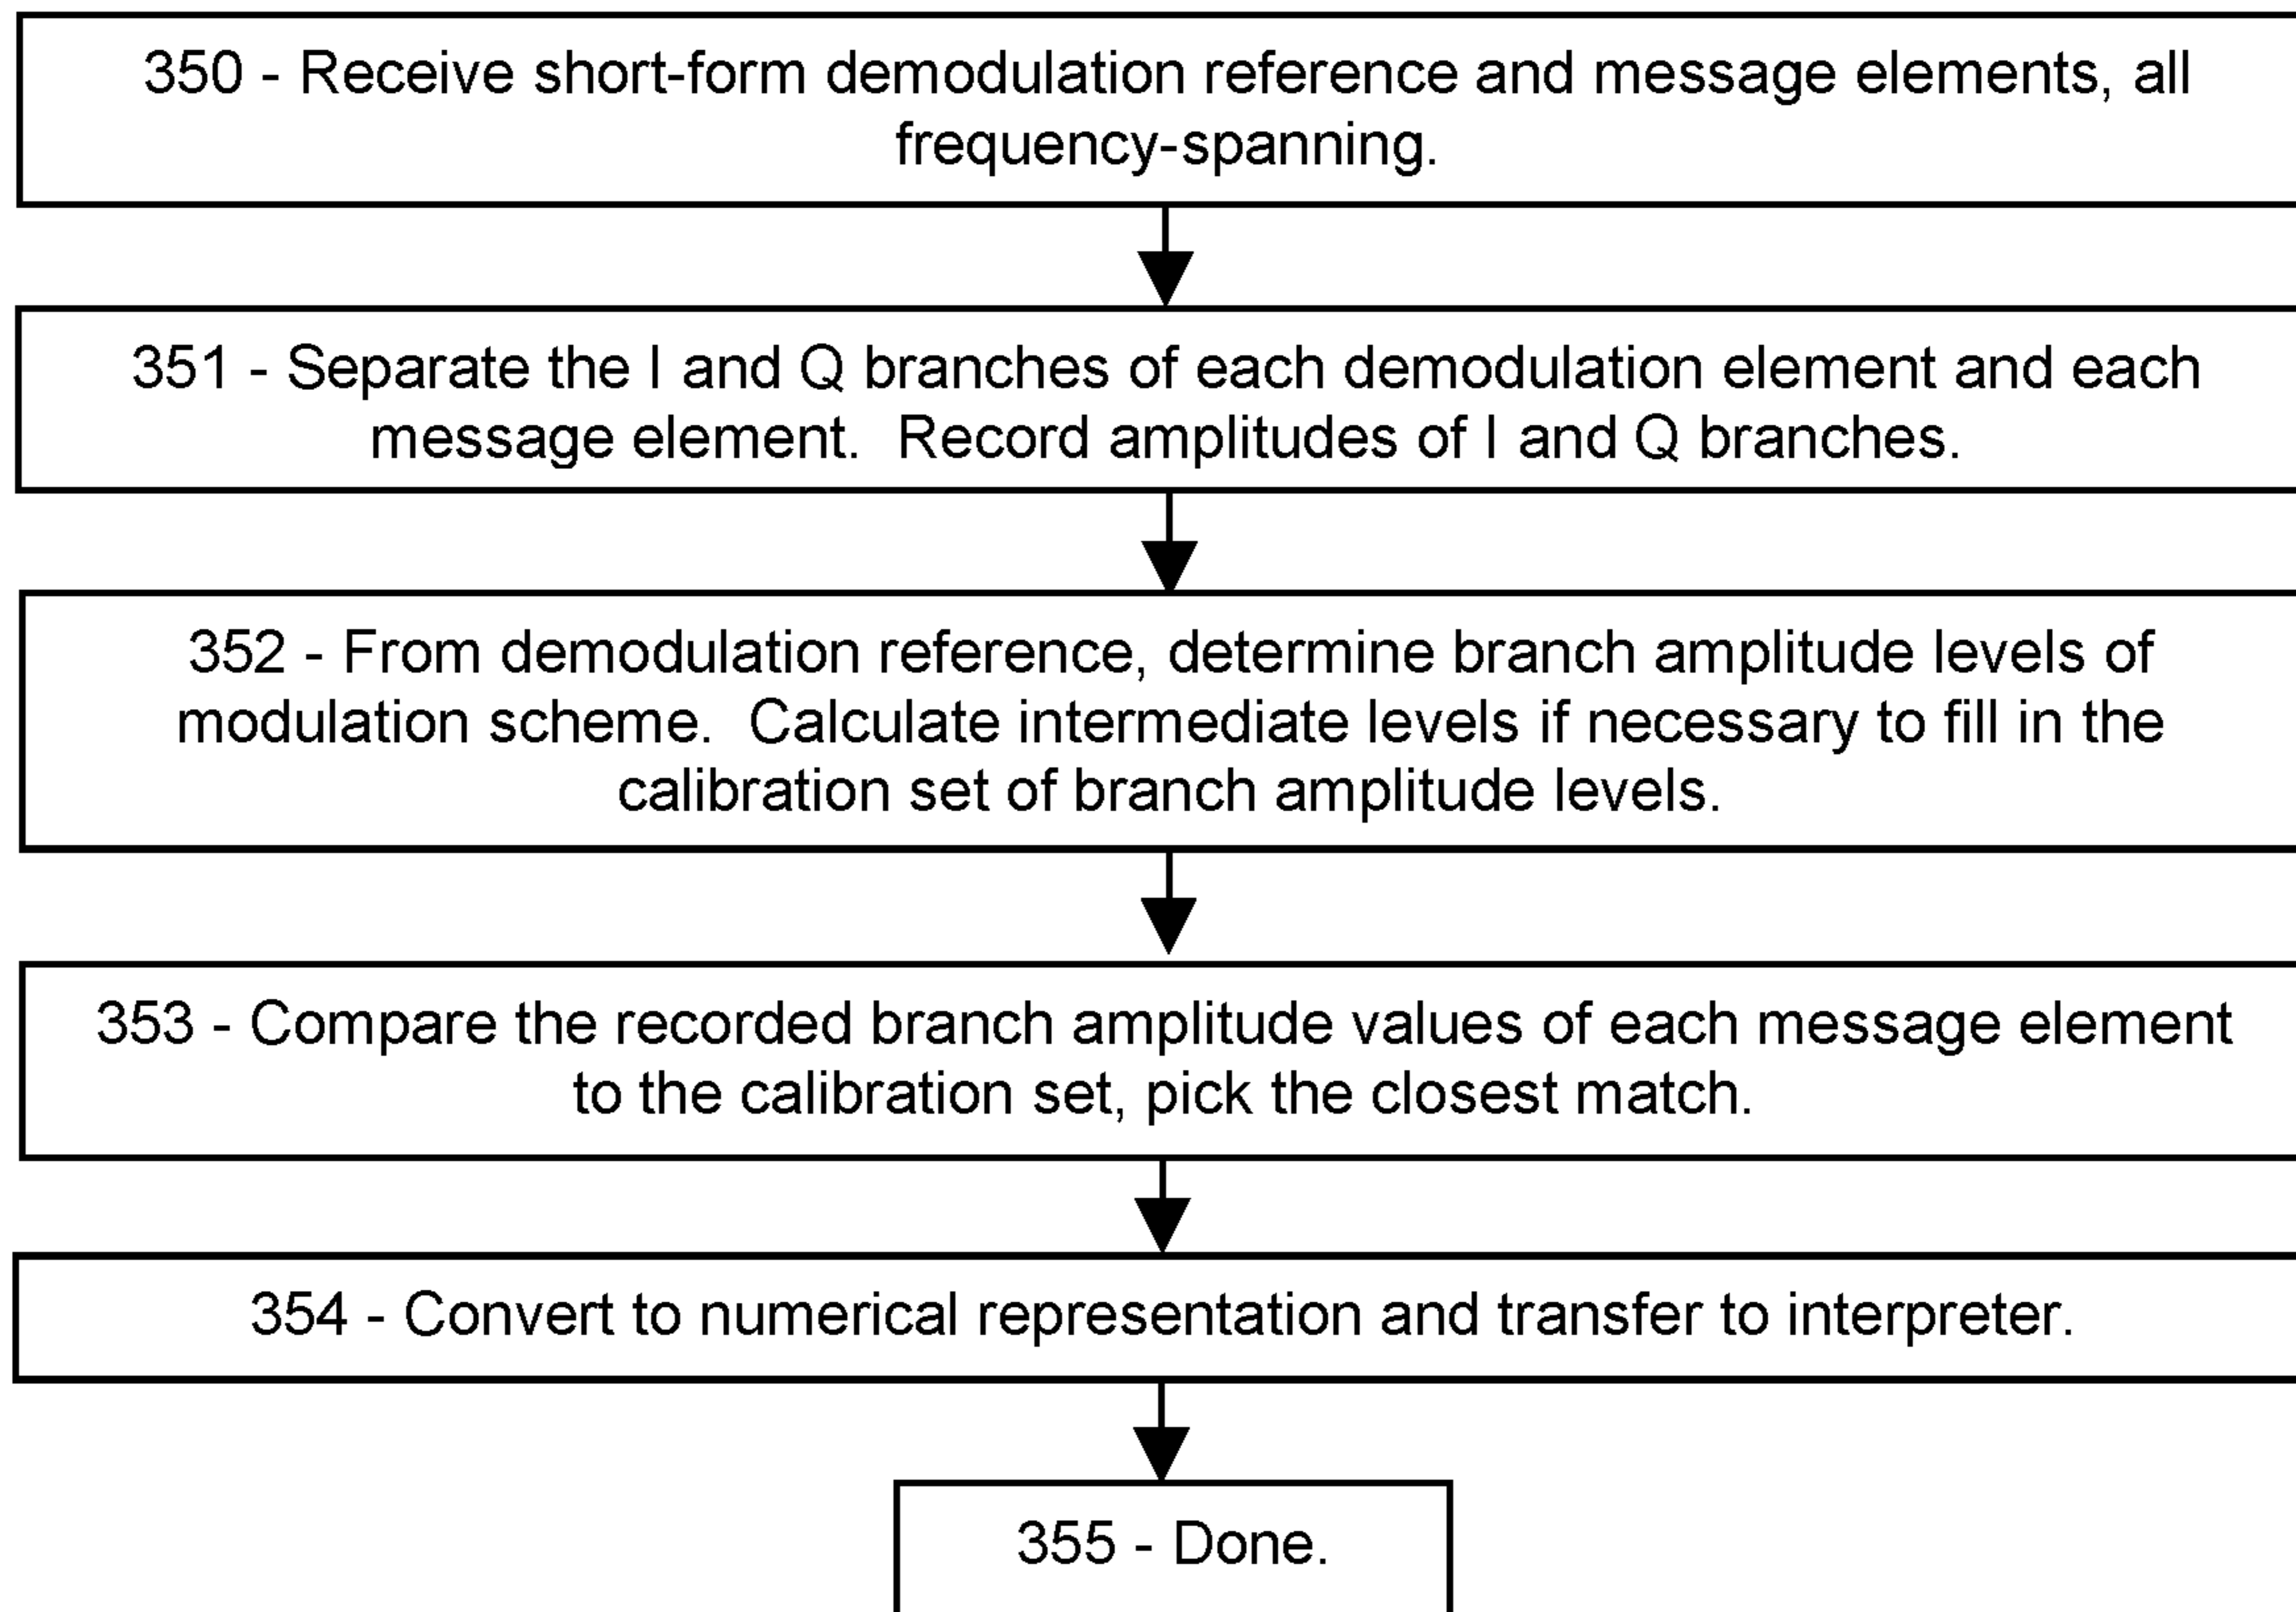 350 - Receive short-form demodulation reference and message elements, all
frequency-spanning.
351 - Separate the I and Q branches of each demodulation element and each
message element.  Record amplitudes of I and Q branches.
352 - From demodulation reference, determine branch amplitude levels of
modulation scheme.  Calculate intermediate levels if necessary to fill in the
calibration set of branch amplitude levels.
353 - Compare the recorded branch amplitude values of each message element
to the calibration set, pick the closest match.
354 - Convert to numerical representation and transfer to interpreter.
355 - Done.